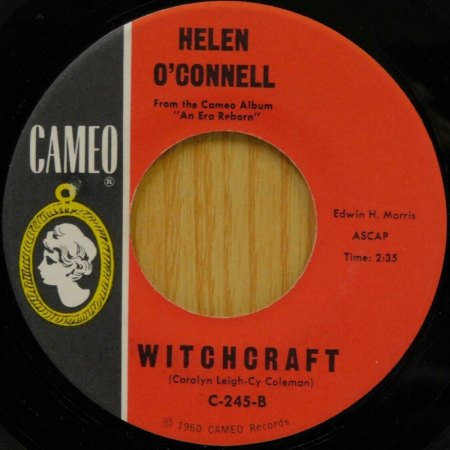 HELEN
O'CONNELL
From the Cameo Album
"An Era Reborn"
CAMEO ®
Edwin H. Morris
ASCAP
Time: 2:35
WITCHCRAFT
(Carolyn Leigh-Cy Coleman)
C-245-B
© 1960 CAMEO Records